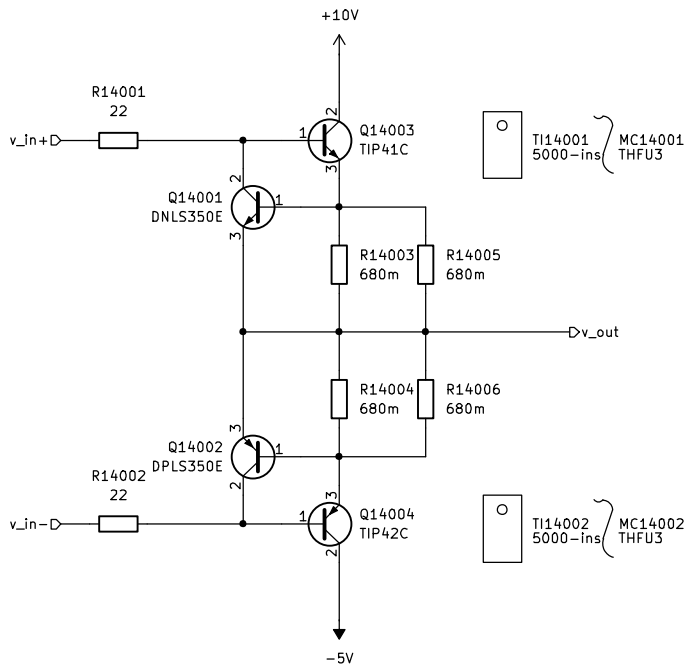 +10V
R14001
22
v_in+
1
2
3
Q14003
TIP41C
TI14001
5000-ins
MC14001
THFU3
2
Q14001
DNLS350E
1
3
R14003
680m
R14005
680m
v_out
R14004
680m
R14006
680m
3
Q14002
DPLS350E
1
2
R14002
22
v_in-
1
3
2
Q14004
TIP42C
TI14002
5000-ins
MC14002
THFU3
-5V